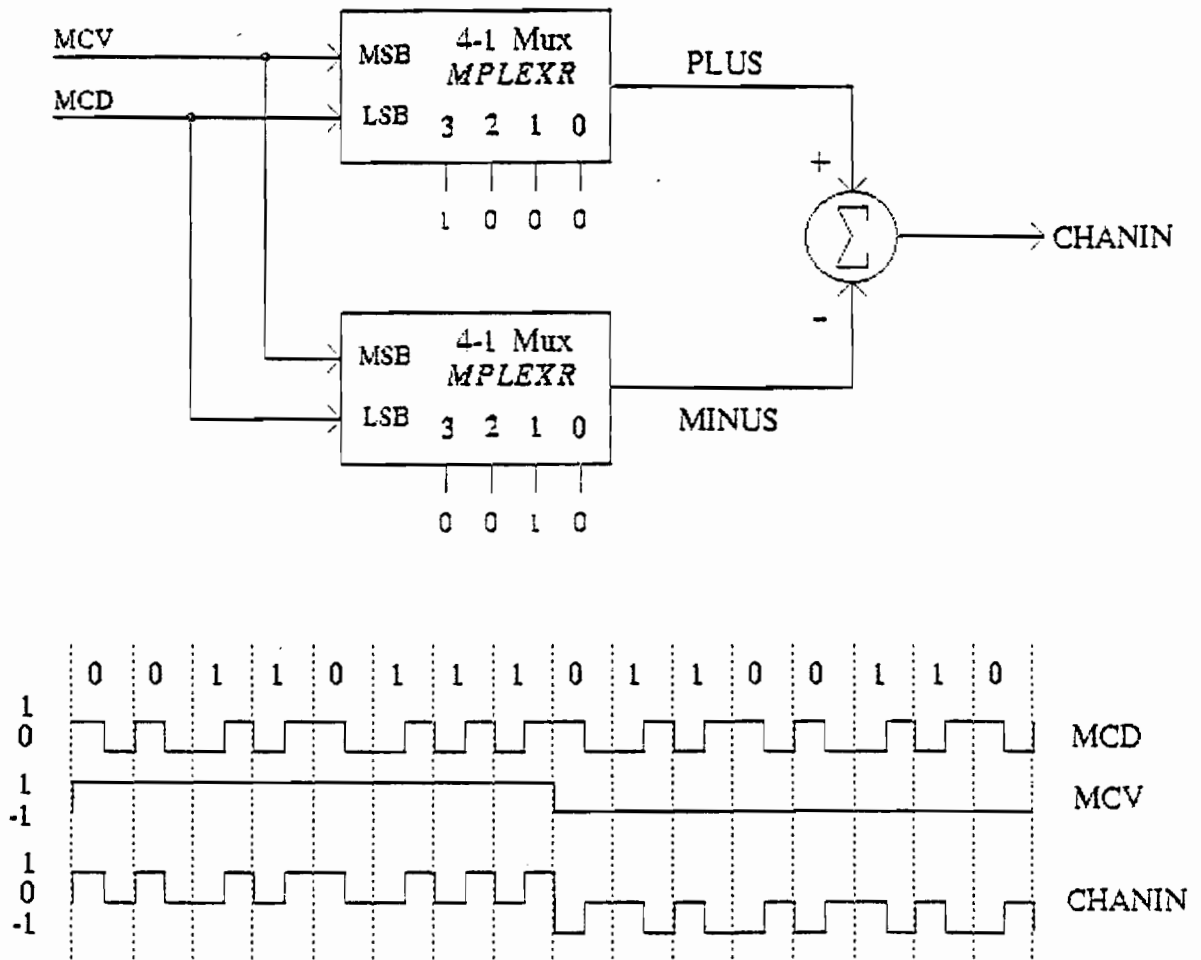 MCV
MCD
MSB
4-1 Mux
MPLEXR
LSB
3 2 1 0
1 0 0 0
PLUS
+
Σ
CHANIN
-
MSB
4-1 Mux
MPLEXR
LSB
3 2 1 0
0 0 1 0
MINUS
0 0 1 1 0 1 1 1 0 1 1 0 0 1 1 0
1
0
MCD
1
-1
MCV
1
0
-1
CHANIN